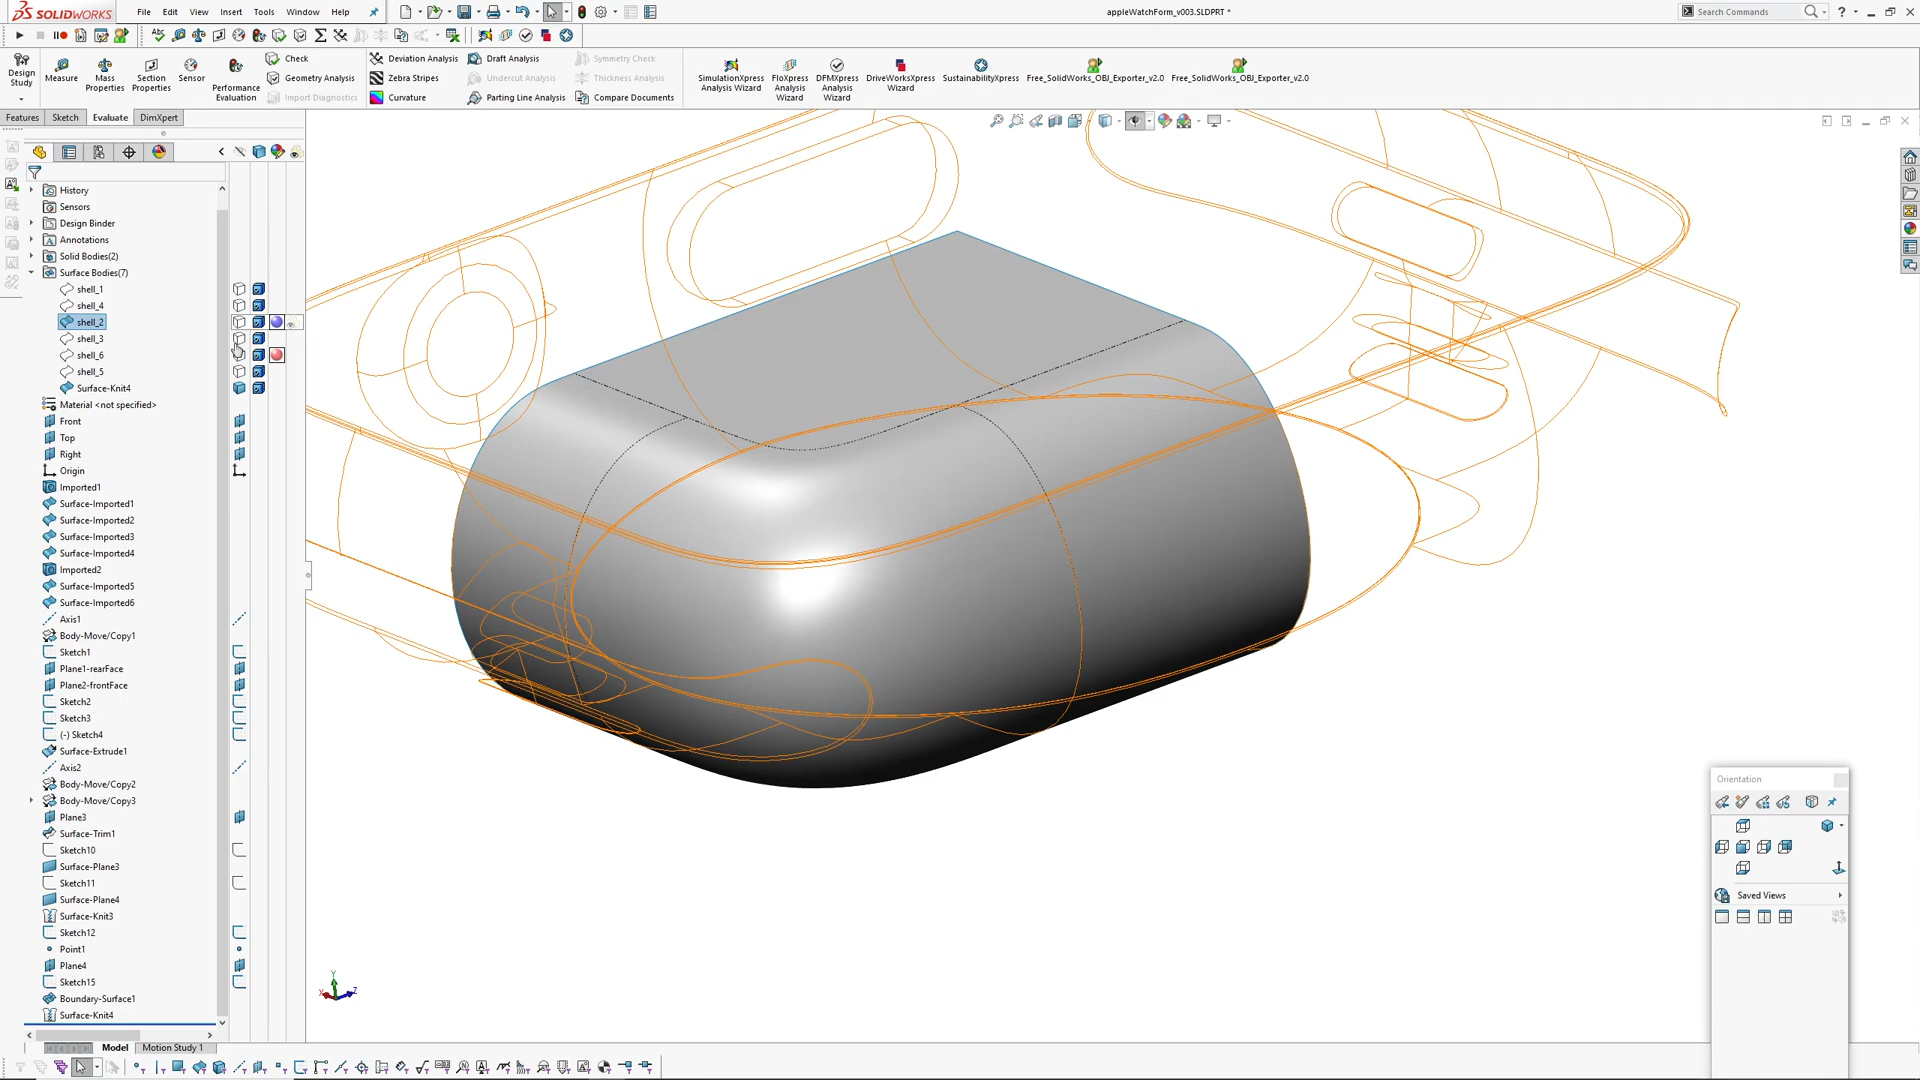 SOLIDWORKS
File Edit View Insert Tools Window Help
appleWatchForm_v003.SLDPRT *
Search Commands
Design Study
Measure
Mass Properties
Section Properties
Sensor
Performance Evaluation
Check
Geometry Analysis
Import Diagnostics
Deviation Analysis
Zebra Stripes
Curvature
Draft Analysis
Undercut Analysis
Parting Line Analysis
Symmetry Check
Thickness Analysis
Compare Documents
SimulationXpress Analysis Wizard
FloXpress Analysis Wizard
DFMXpress Analysis Wizard
DriveWorksXpress Wizard
SustainabilityXpress
Free_SolidWorks_OBJ_Exporter_v2.0
Free_SolidWorks_OBJ_Exporter_v2.0
Features Sketch Evaluate DimXpert
History
Sensors
Design Binder
Annotations
Solid Bodies(2)
Surface Bodies(7)
shell_1
shell_4
shell_2
shell_3
shell_6
shell_5
Surface-Knit4
Material <not specified>
Front
Top
Right
Origin
Imported1
Surface-Imported1
Surface-Imported2
Surface-Imported3
Surface-Imported4
Imported2
Surface-Imported5
Surface-Imported6
Axis1
Body-Move/Copy1
Sketch1
Plane1-rearFace
Plane2-frontFace
Sketch2
Sketch3
(-) Sketch4
Surface-Extrude1
Axis2
Body-Move/Copy2
Body-Move/Copy3
Plane3
Surface-Trim1
Sketch10
Surface-Plane3
Sketch11
Surface-Plane4
Surface-Knit3
Sketch12
Point1
Plane4
Sketch15
Boundary-Surface1
Surface-Knit4
Model Motion Study 1
Orientation
Saved Views
Y
X
Z